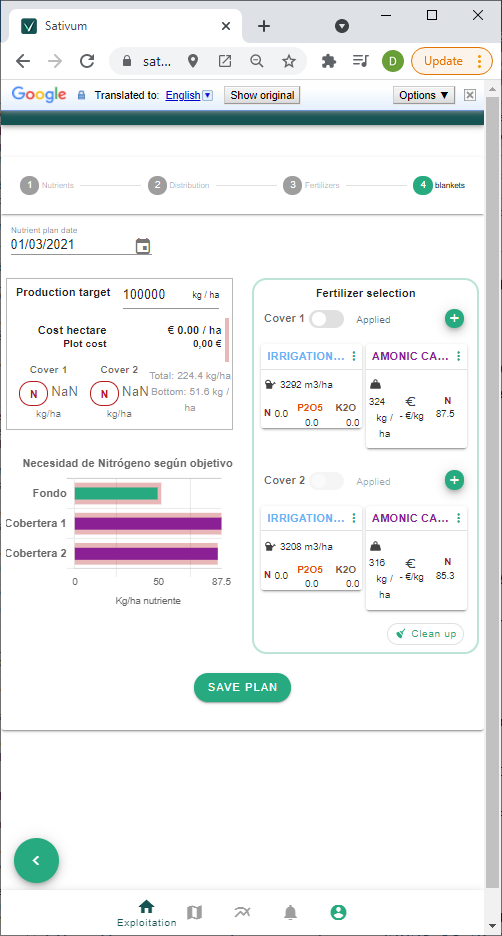 Sativum
sat...
D
Update
Google
Translated to:
English
Show original
Options ▼
1 Nutrients
2 Distribution
3 Fertilizers
4 blankets
Nutrient plan date
01/03/2021
Production target 100000 kg / ha
Cost hectare € 0.00 / ha
Plot cost 0,00 €
Cover 1
N NaN
kg/ha
Cover 2
N NaN
kg/ha
Total: 224.4 kg/ha
Bottom: 51.6 kg /
ha
Necesidad de Nitrógeno según objetivo
Fondo
Cobertera 1
Cobertera 2
0 50 87.5
Kg/ha nutriente
Fertilizer selection
Cover 1 Applied
IRRIGATION...
3292 m3/ha
N 0.0
P2O5
0.0
K2O
0.0
AMONIC CA...
324
kg /
ha
€
- €/kg
N
87.5
Cover 2 Applied
IRRIGATION...
3208 m3/ha
N 0.0
P2O5
0.0
K2O
0.0
AMONIC CA...
316
kg /
ha
€
- €/kg
N
85.3
Clean up
SAVE PLAN
Exploitation